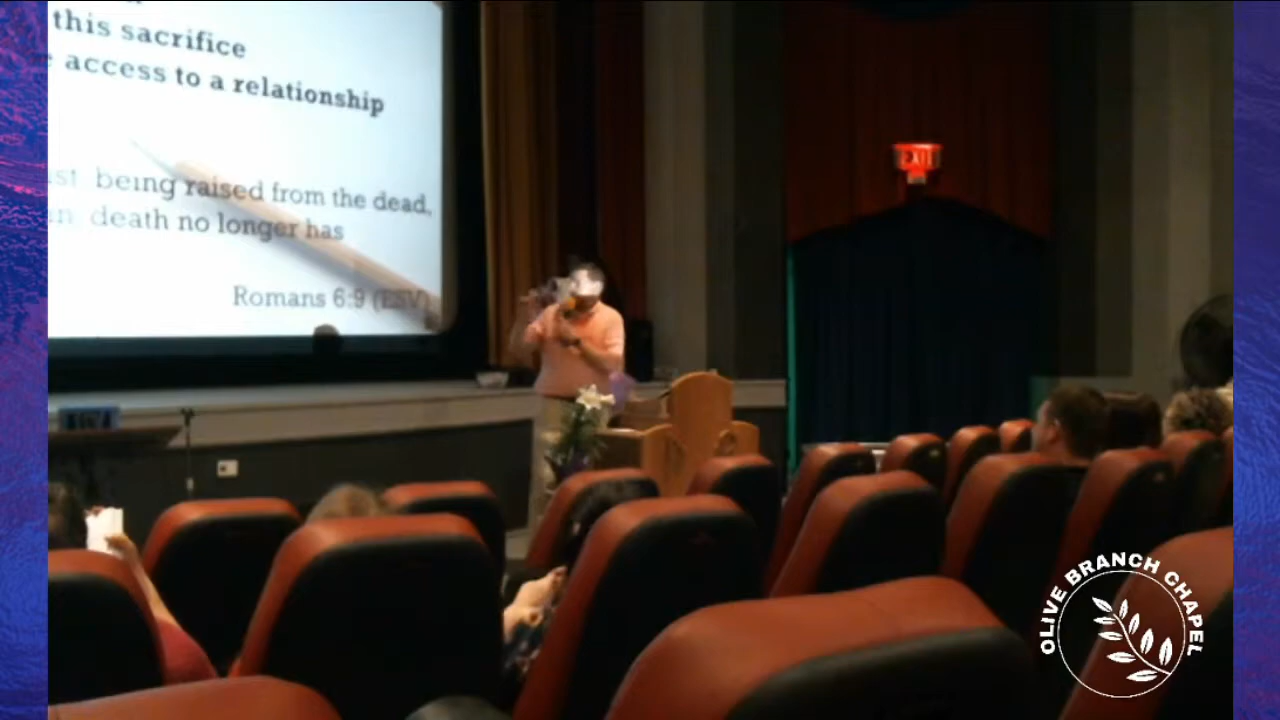 this sacrifice
access to a relationship
being raised from the dead,
death no longer has
Romans 6:9 (ESV)
EXIT
OLIVE BRANCH CHAPEL